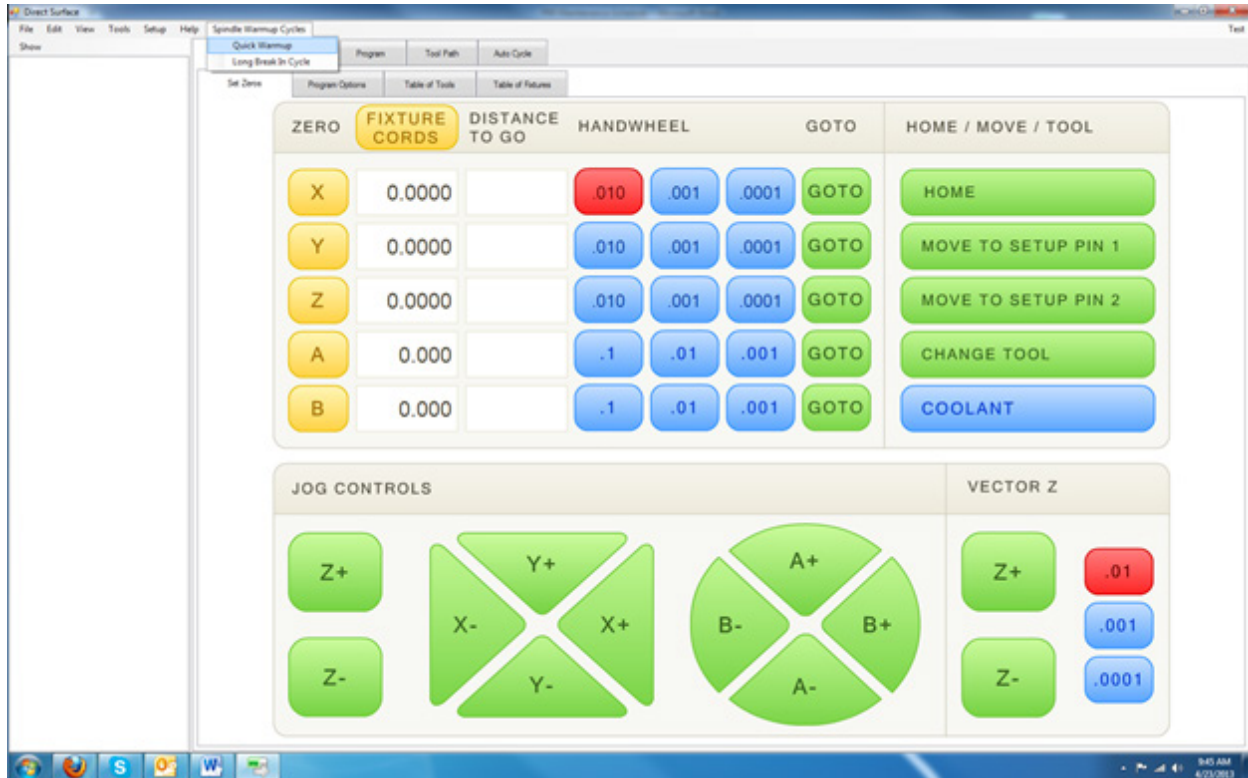 Direct Surface
File Edit View Tools Setup Help Spindle Warmup Cycles Test
Show
Quick Warmup
Long Break In Cycle
Program Tool Path Auto Cycle
Set Zeros Program Options Table of Tools Table of Fixtures
ZERO FIXTURE CORDS DISTANCE TO GO HANDWHEEL GOTO HOME / MOVE / TOOL
X 0.0000 .010 .001 .0001 GOTO HOME
Y 0.0000 .010 .001 .0001 GOTO MOVE TO SETUP PIN 1
Z 0.0000 .010 .001 .0001 GOTO MOVE TO SETUP PIN 2
A 0.000 .1 .01 .001 GOTO CHANGE TOOL
B 0.000 .1 .01 .001 GOTO COOLANT
JOG CONTROLS VECTOR Z
Z+ Y+ A+ Z+ .01
X- X+ B- B+ .001
Z- Y- A- Z- .0001
S O W
9:45 AM
4/23/2013